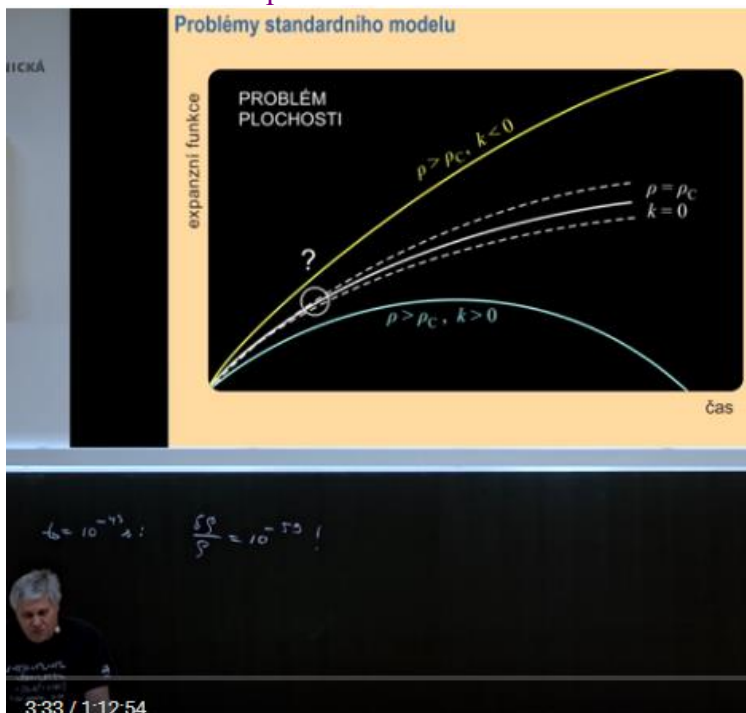 Problémy standardního modelu
NICKÁ
PROBLÉM
PLOCHOSTI
expanzní funkce
ρ > ρC, k < 0
ρ = ρC
k = 0
?
ρ > ρC, k > 0
čas
t₀ = 10⁻⁴³ s: δρ/ρ = 10⁻⁵⁹ !
3:33 / 1:12:54